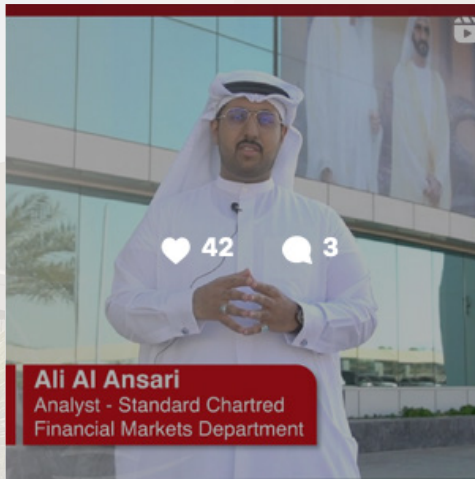 42
3
Ali Al Ansari
Analyst - Standard Chartred
Financial Markets Department